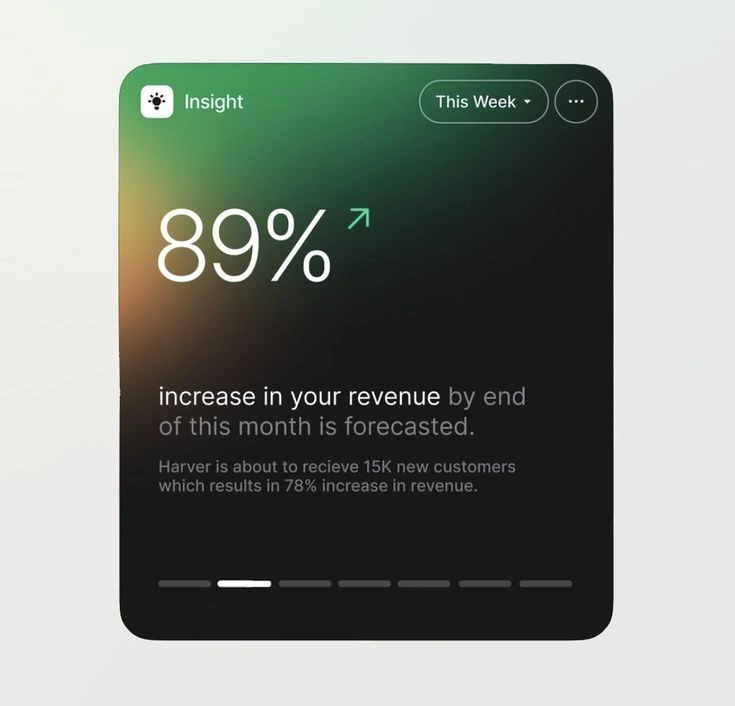 Insight
This Week
89%
increase in your revenue by end
of this month is forecasted.
Harver is about to recieve 15K new customers
which results in 78% increase in revenue.